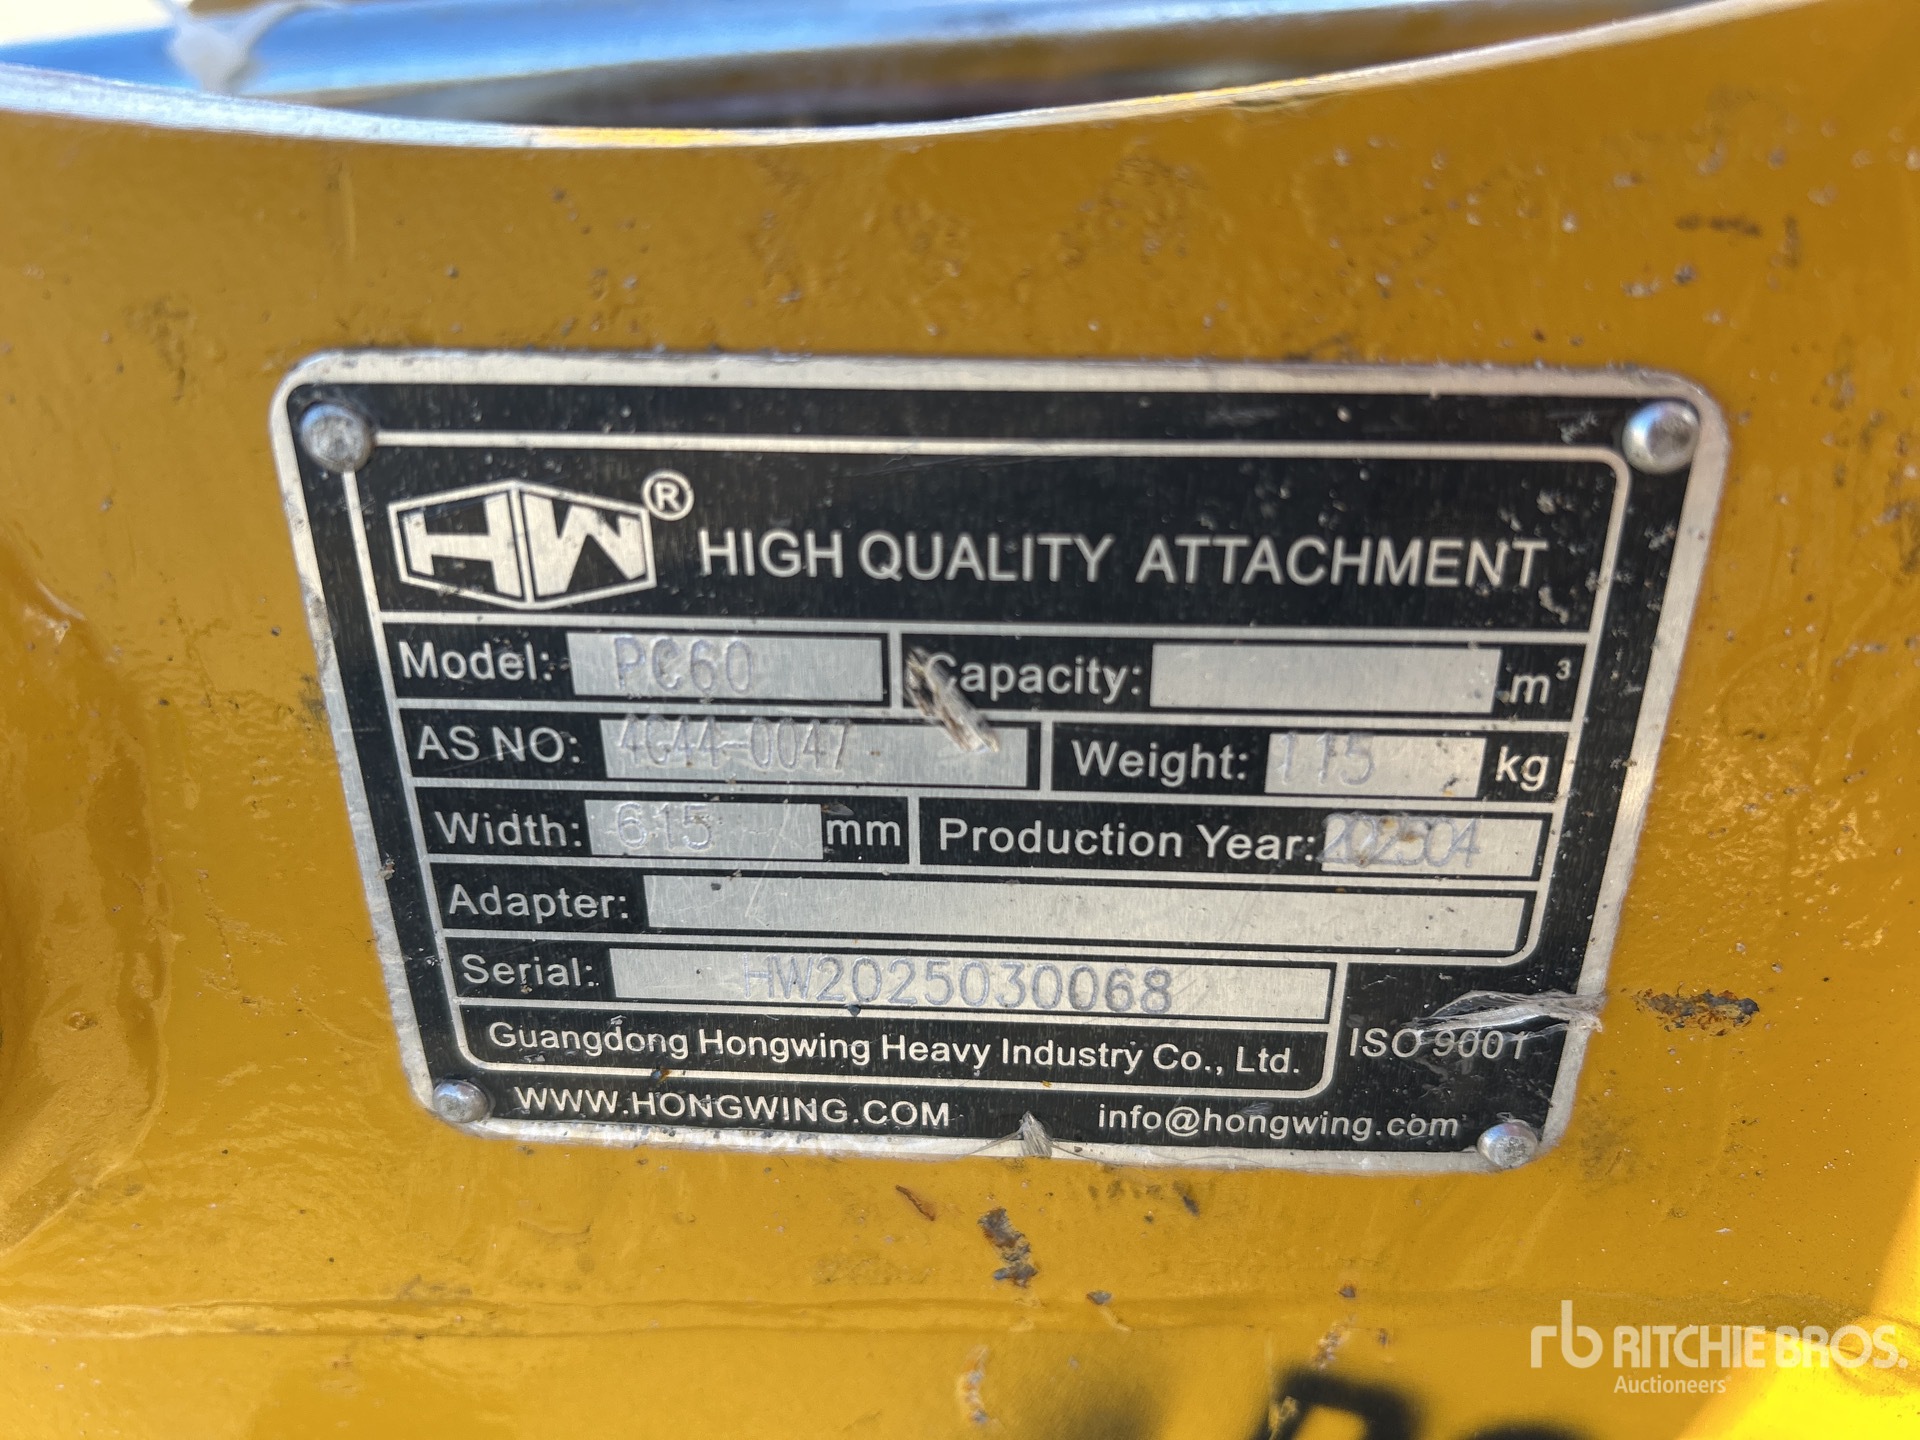 HW® HIGH QUALITY ATTACHMENT
Model: PC60 Capacity: m³
AS NO: 4G44-0047 Weight: 115 kg
Width: 615 mm Production Year: 202504
Adapter:
Serial: HW2025030068
Guangdong Hongwing Heavy Industry Co., Ltd. ISO 9001
WWW.HONGWING.COM info@hongwing.com
rb RITCHIE BROS.
Auctioneers